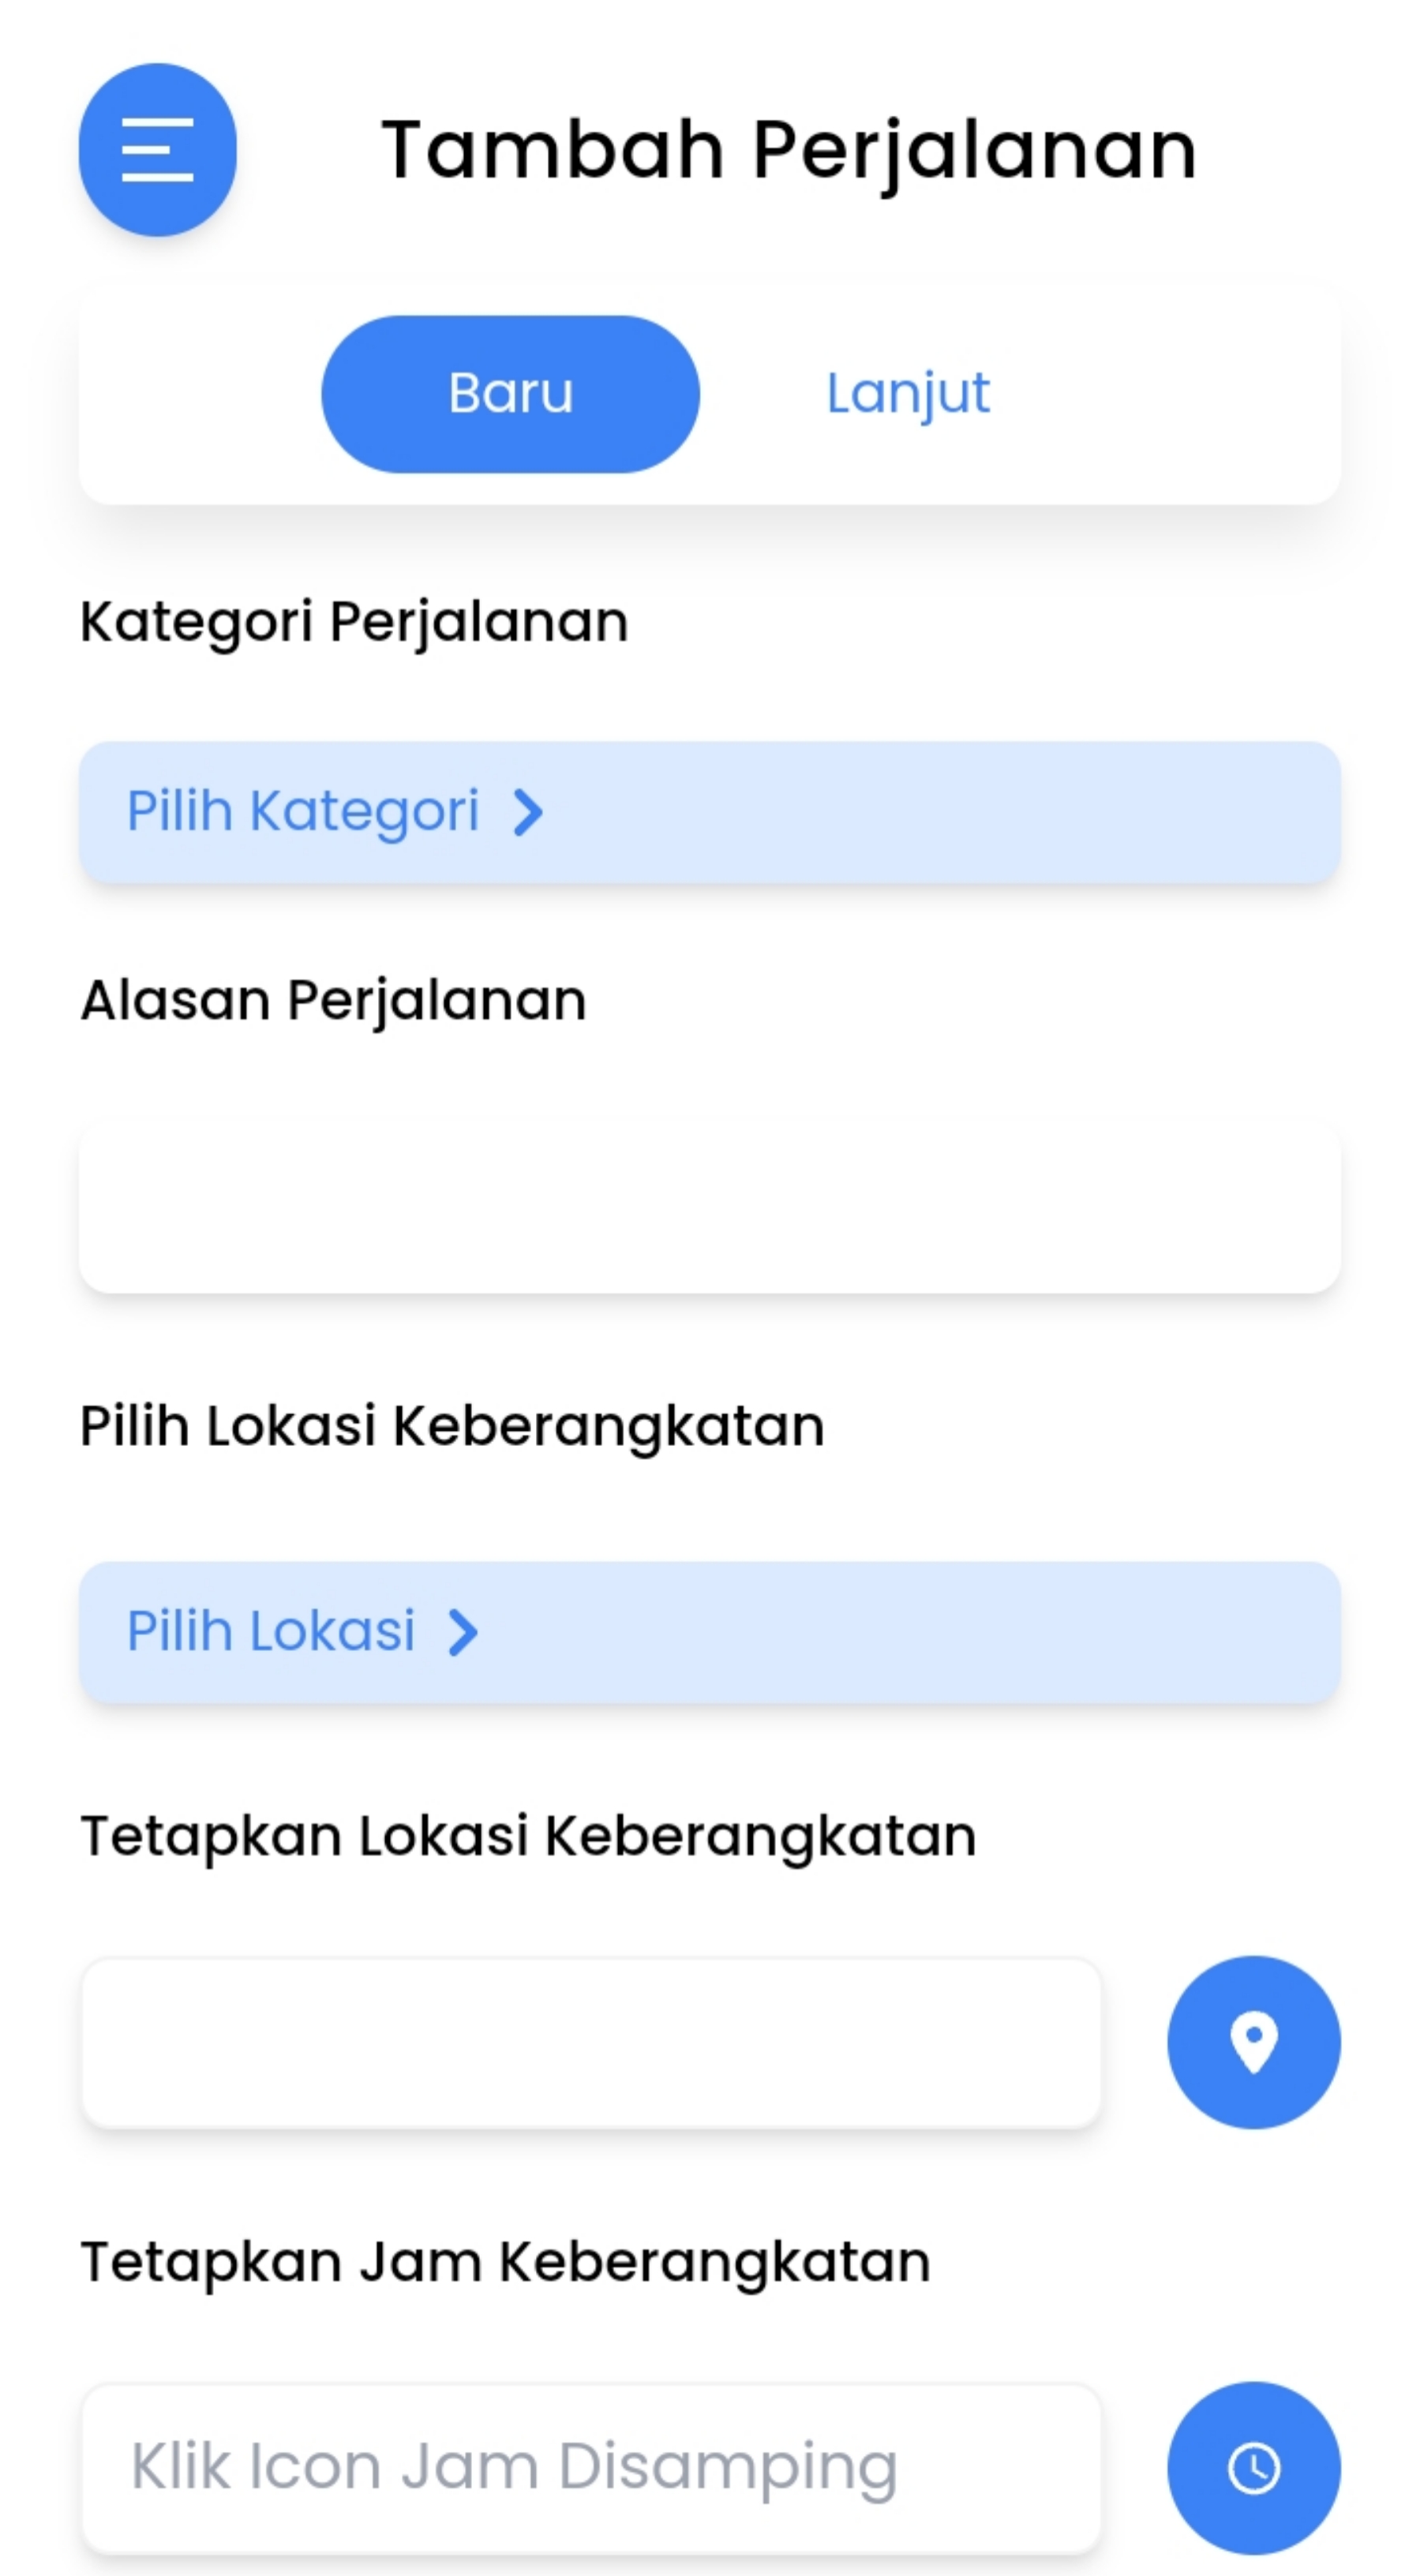 Tambah Perjalanan
Baru
Lanjut
Kategori Perjalanan
Pilih Kategori
Alasan Perjalanan
Pilih Lokasi Keberangkatan
Pilih Lokasi
Tetapkan Lokasi Keberangkatan
Tetapkan Jam Keberangkatan
Klik Icon Jam Disamping